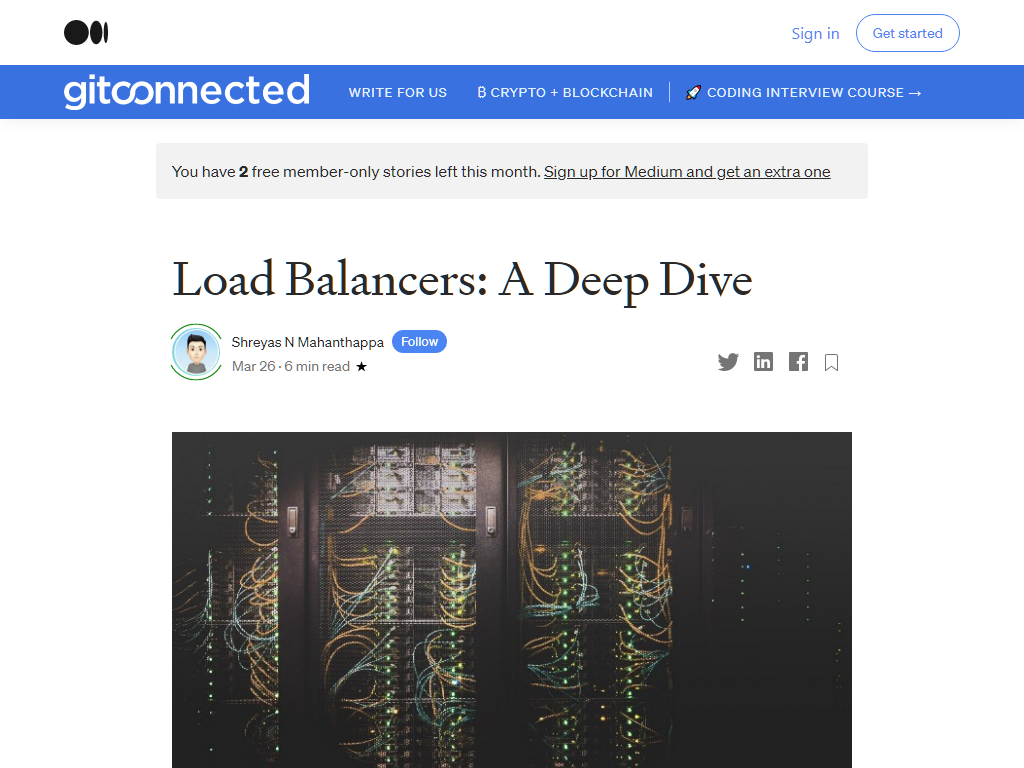 Sign in
Get started
gitconnected
WRITE FOR US
₿ CRYPTO + BLOCKCHAIN
🚀 CODING INTERVIEW COURSE →
You have 2 free member-only stories left this month. Sign up for Medium and get an extra one
Load Balancers: A Deep Dive
Shreyas N Mahanthappa
Follow
Mar 26 · 6 min read ★